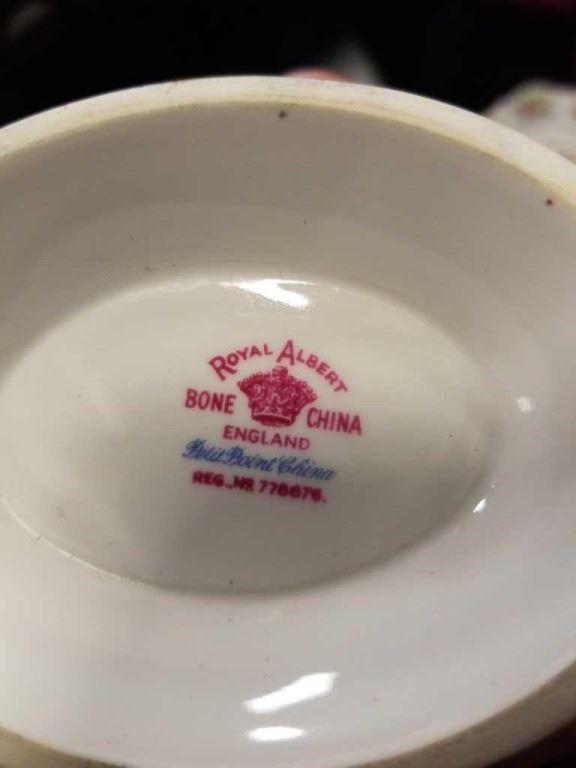 ROYAL ALBERT
BONE CHINA
ENGLAND
Petit Point China
REG. Nº 778676.